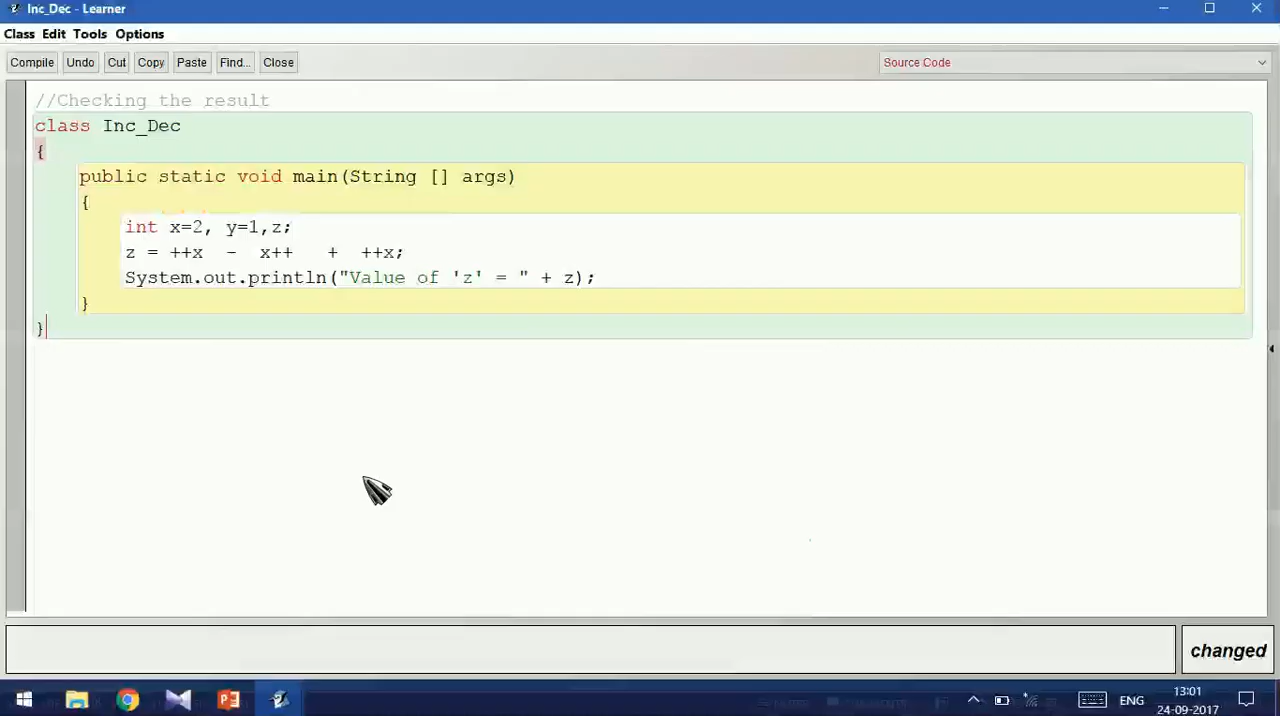 Inc_Dec - Learner
Class Edit Tools Options
Compile Undo Cut Copy Paste Find... Close Source Code
//Checking the result
class Inc_Dec
{
public static void main(String [] args)
{
int x=2, y=1,z;
z = ++x - x++ + ++x;
System.out.println("Value of 'z' = " + z);
}
}
changed
ENG 13:01
24-09-2017